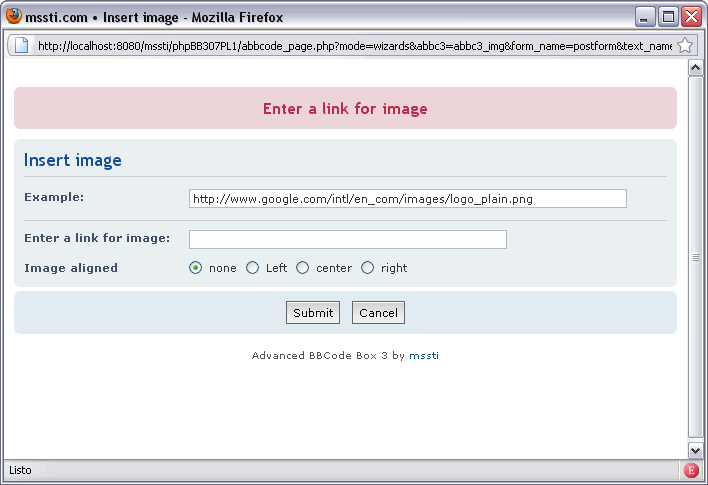 mssti.com • Insert image - Mozilla Firefox
http://localhost:8080/mssti/phpBB307PL1/abbcode_page.php?mode=wizards&abbc3=abbc3_img&form_name=postform&text_name
Enter a link for image
Insert image
Example: http://www.google.com/intl/en_com/images/logo_plain.png
Enter a link for image:
Image aligned none Left center right
Submit Cancel
Advanced BBCode Box 3 by mssti
Listo E